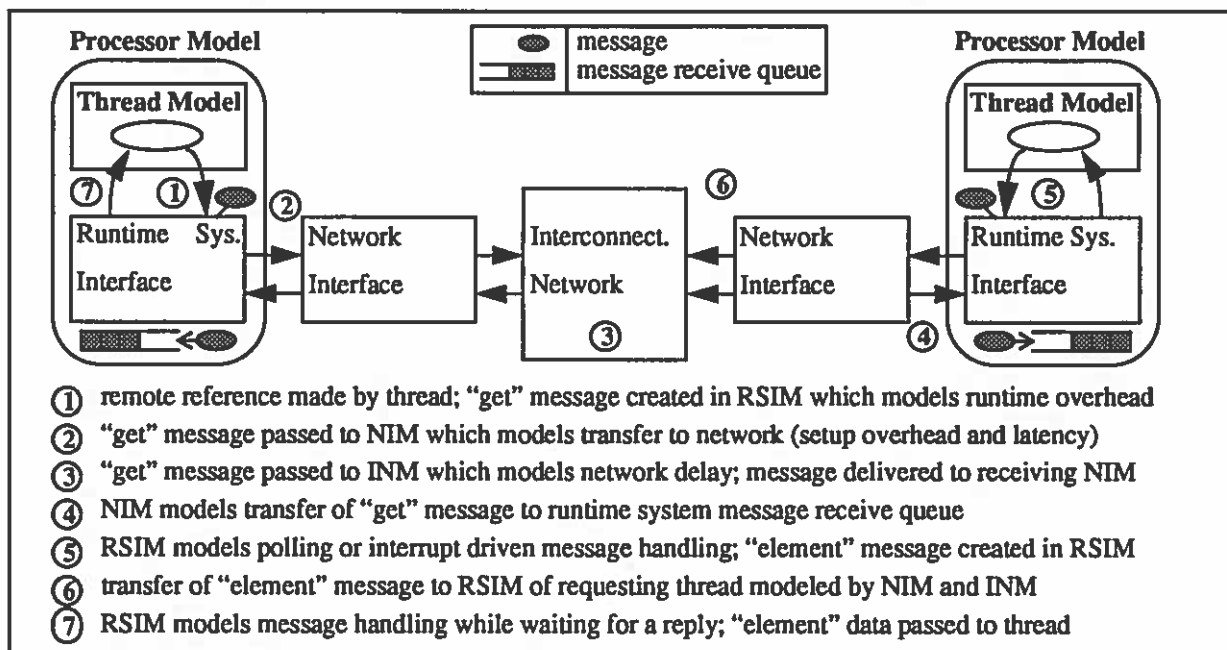 Processor Model
message
message receive queue
Processor Model
Thread Model
Thread Model
⑦
①
②
⑥
⑤
Runtime Sys.
Interface
Network
Interface
Interconnect.
Network
③
Network
Interface
④
Runtime Sys.
Interface
① remote reference made by thread; “get” message created in RSIM which models runtime overhead
② “get” message passed to NIM which models transfer to network (setup overhead and latency)
③ “get” message passed to INM which models network delay; message delivered to receiving NIM
④ NIM models transfer of “get” message to runtime system message receive queue
⑤ RSIM models polling or interrupt driven message handling; “element” message created in RSIM
⑥ transfer of “element” message to RSIM of requesting thread modeled by NIM and INM
⑦ RSIM models message handling while waiting for a reply; “element” data passed to thread